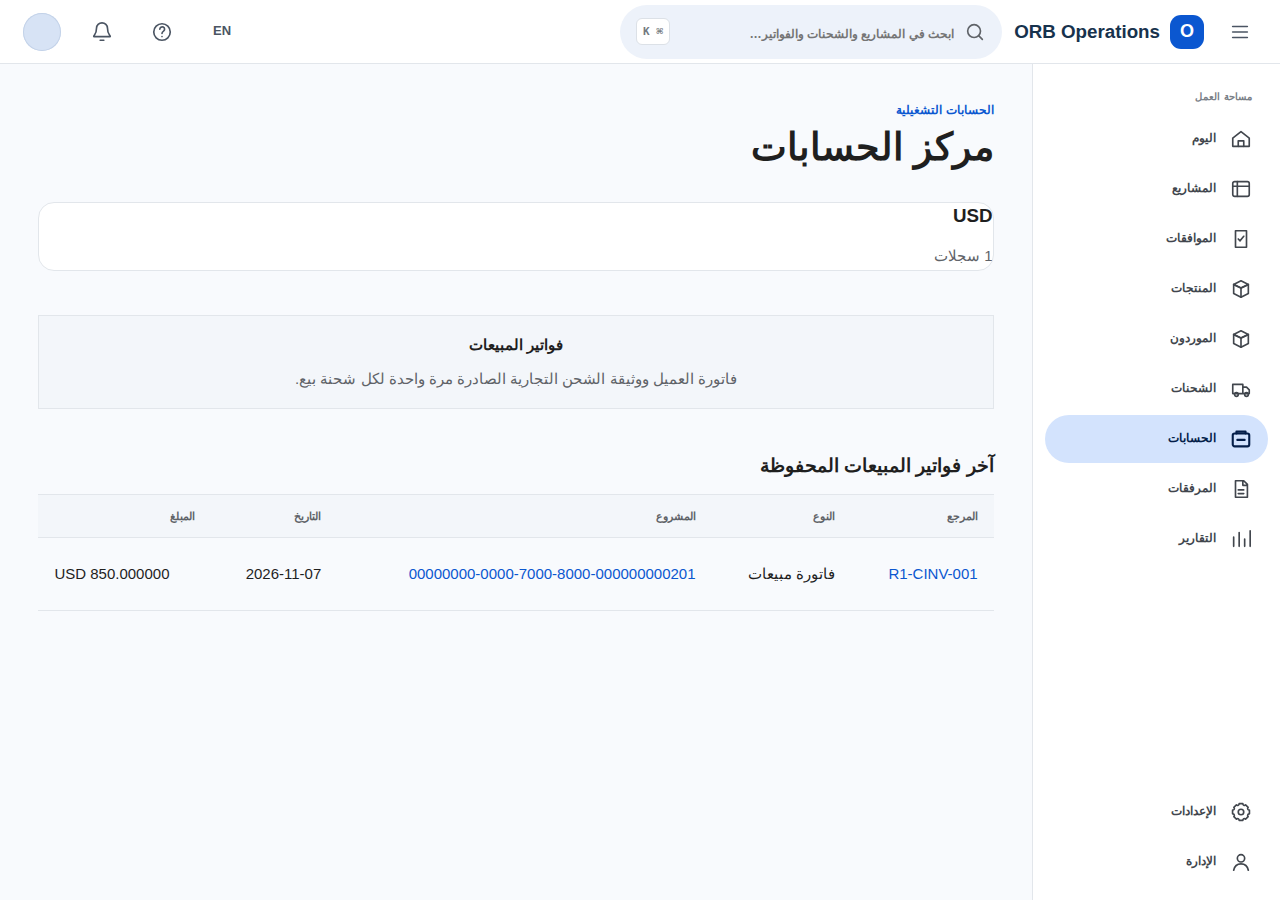 O
ORB Operations
ابحث في المشاريع والشحنات والفواتير...
⌘ K
EN
مساحة العمل
اليوم
المشاريع
الموافقات
المنتجات
الموردون
الشحنات
الحسابات
المرفقات
التقارير
الإعدادات
الإدارة
الحسابات التشغيلية
مركز الحسابات
USD
1 سجلات
فواتير المبيعات
فاتورة العميل ووثيقة الشحن التجارية الصادرة مرة واحدة لكل شحنة بيع.
آخر فواتير المبيعات المحفوظة
المرجع النوع المشروع التاريخ المبلغ
R1-CINV-001 فاتورة مبيعات 00000000-0000-7000-8000-000000000201 2026-11-07 USD 850.000000